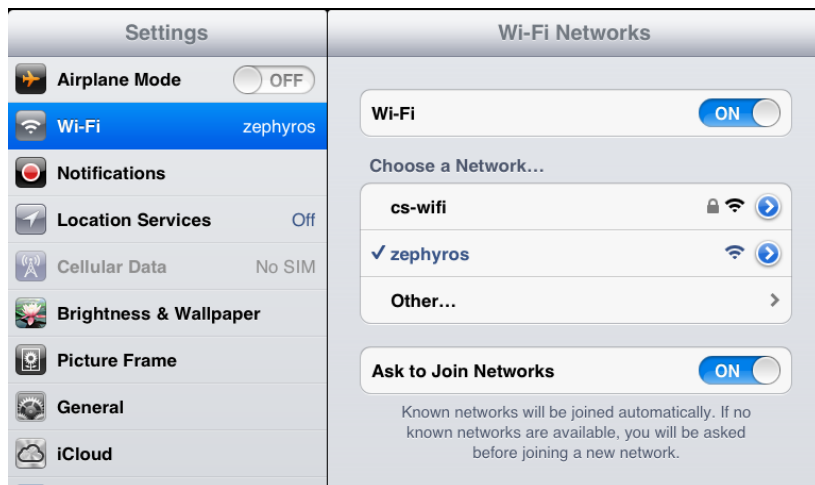 Settings
Airplane Mode OFF
Wi-Fi zephyros
Notifications
Location Services Off
Cellular Data No SIM
Brightness & Wallpaper
Picture Frame
General
iCloud
Wi-Fi Networks
Wi-Fi ON
Choose a Network...
cs-wifi
zephyros
Other...
Ask to Join Networks ON
Known networks will be joined automatically. If no
known networks are available, you will be asked
before joining a new network.